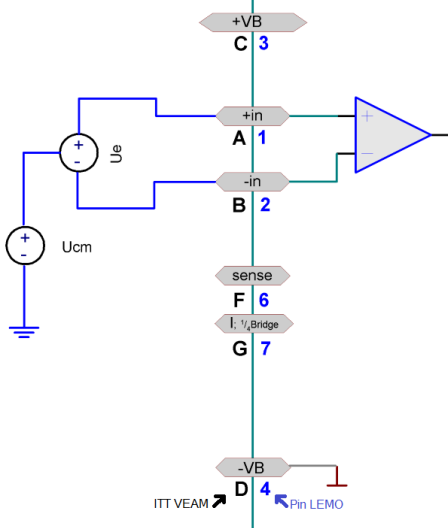 +VB
C 3
+in
+
A 1
+
-
Ue
-in
−
B 2
+
-
Ucm
sense
F 6
I; ¼Bridge
G 7
-VB
D 4
ITT VEAM
Pin LEMO